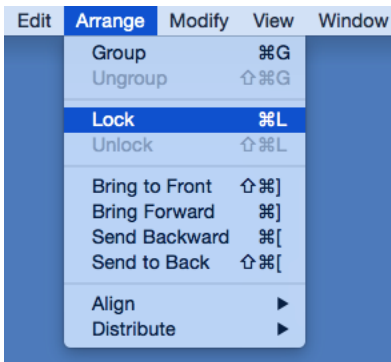 Edit Arrange Modify View Window
Group ⌘G
Ungroup ⇧⌘G
Lock ⌘L
Unlock ⇧⌘L
Bring to Front ⇧⌘]
Bring Forward ⌘]
Send Backward ⌘[
Send to Back ⇧⌘[
Align ▶
Distribute ▶